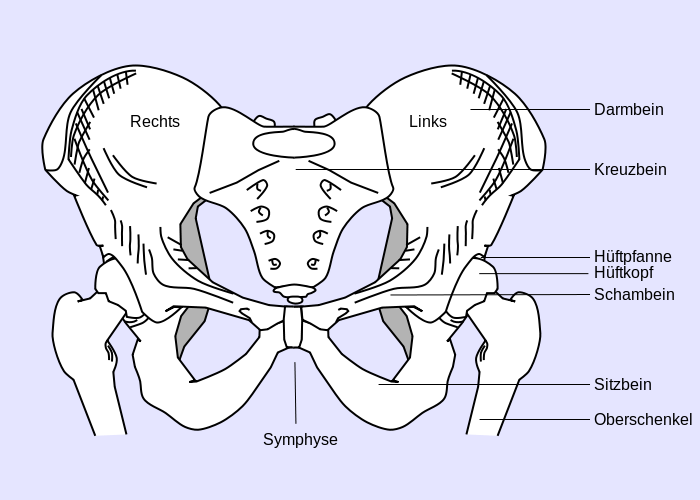 Rechts
Links
Darmbein
Kreuzbein
Hüftpfanne
Hüftkopf
Schambein
Sitzbein
Oberschenkel
Symphyse